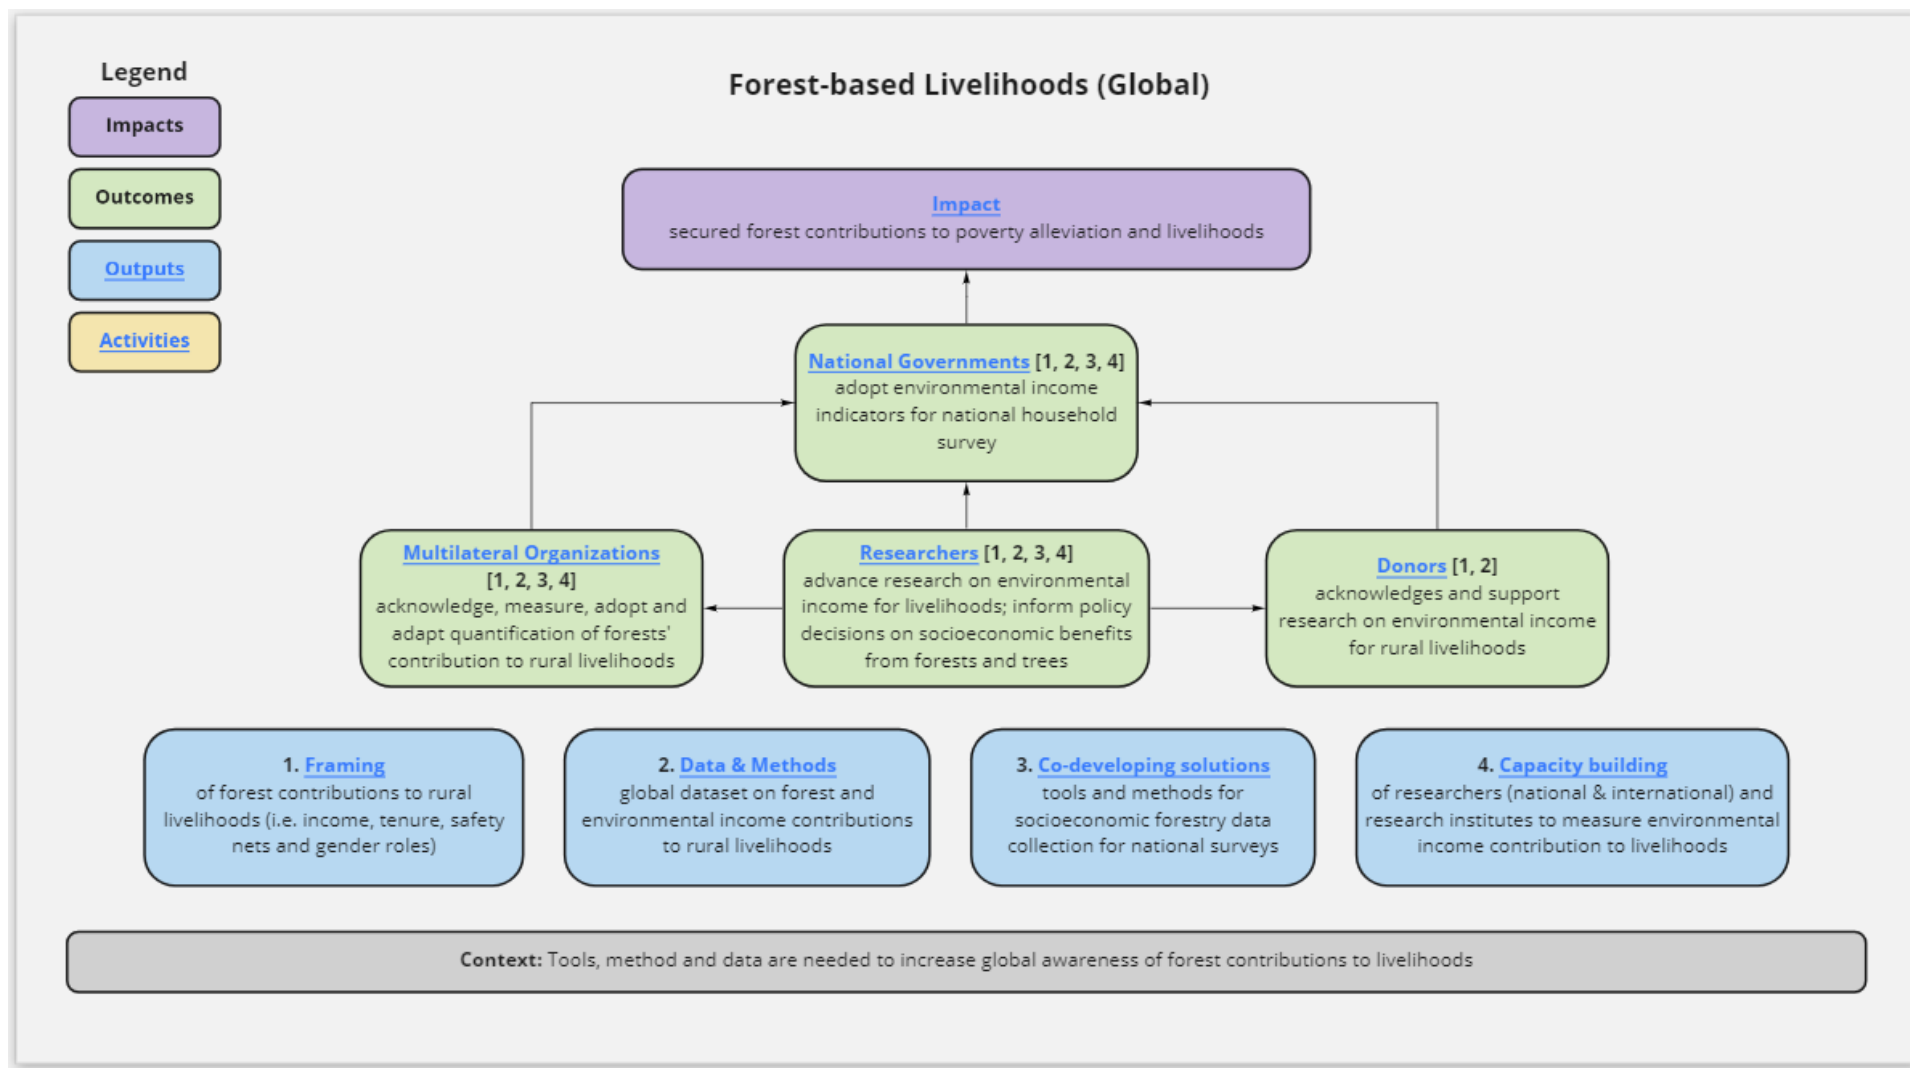 Legend
Impacts
Outcomes
Outputs
Activities
Forest-based Livelihoods (Global)
Impact
secured forest contributions to poverty alleviation and livelihoods
National Governments [1, 2, 3, 4]
adopt environmental income
indicators for national household
survey
Multilateral Organizations
[1, 2, 3, 4]
acknowledge, measure, adopt and
adapt quantification of forests'
contribution to rural livelihoods
Researchers [1, 2, 3, 4]
advance research on environmental
income for livelihoods; inform policy
decisions on socioeconomic benefits
from forests and trees
Donors [1, 2]
acknowledges and support
research on environmental income
for rural livelihoods
1. Framing
of forest contributions to rural
livelihoods (i.e. income, tenure, safety
nets and gender roles)
2. Data & Methods
global dataset on forest and
environmental income contributions
to rural livelihoods
3. Co-developing solutions
tools and methods for
socioeconomic forestry data
collection for national surveys
4. Capacity building
of researchers (national & international) and
research institutes to measure environmental
income contribution to livelihoods
Context: Tools, method and data are needed to increase global awareness of forest contributions to livelihoods